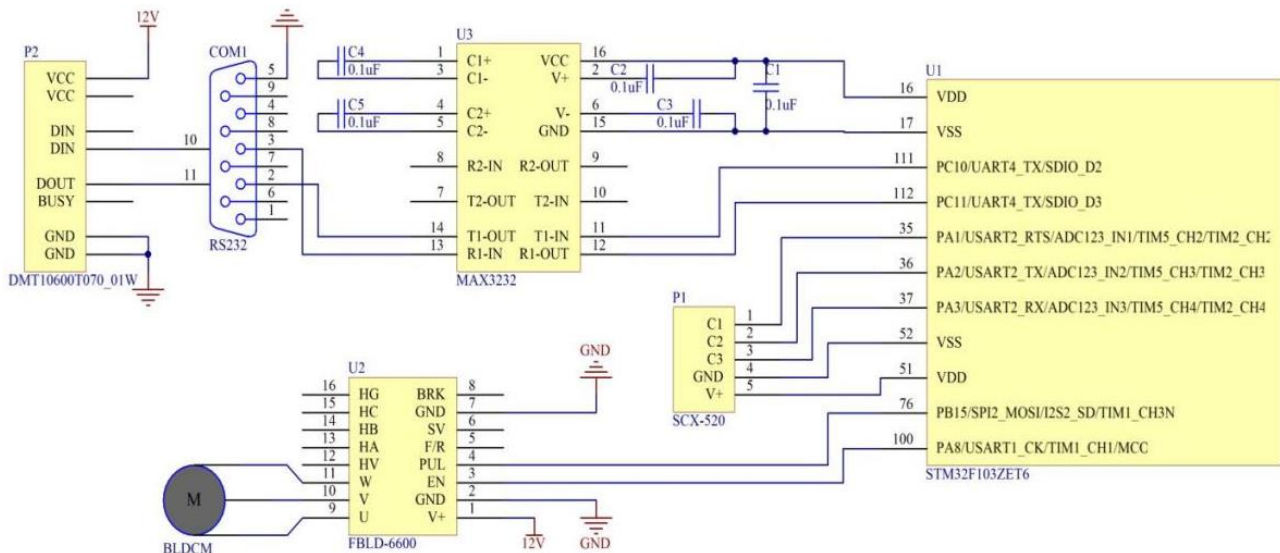 12V
P2
VCC
VCC
DIN
DIN
DOUT
BUSY
GND
GND
DMT10600T070_01W
10
11
COM1
5
9
4
8
3
7
2
6
1
RS232
C4
0.1uF
C5
0.1uF
U3
1 C1+ VCC 16
3 C1- V+ 2
4 C2+ V- 6
5 C2- GND 15
8 R2-IN R2-OUT 9
7 T2-OUT T2-IN 10
14 T1-OUT T1-IN 11
13 R1-IN R1-OUT 12
MAX3232
C2
0.1uF
C1
0.1uF
C3
0.1uF
U1
16 VDD
17 VSS
111 PC10/UART4_TX/SDIO_D2
112 PC11/UART4_TX/SDIO_D3
35 PA1/USART2_RTS/ADC123_IN1/TIM5_CH2/TIM2_CH2
36 PA2/USART2_TX/ADC123_IN2/TIM5_CH3/TIM2_CH3
37 PA3/USART2_RX/ADC123_IN3/TIM5_CH4/TIM2_CH4
52 VSS
51 VDD
76 PB15/SPI2_MOSI/I2S2_SD/TIM1_CH3N
100 PA8/USART1_CK/TIM1_CH1/MCC
STM32F103ZET6
P1
C1 1
C2 2
C3 3
GND 4
V+ 5
SCX-520
U2
16 HG BRK 8
15 HC GND 7
14 HB SV 6
13 HA F/R 5
12 HV PUL 4
11 W EN 3
10 V GND 2
9 U V+ 1
FBLD-6600
GND
12V
GND
M
BLDCM